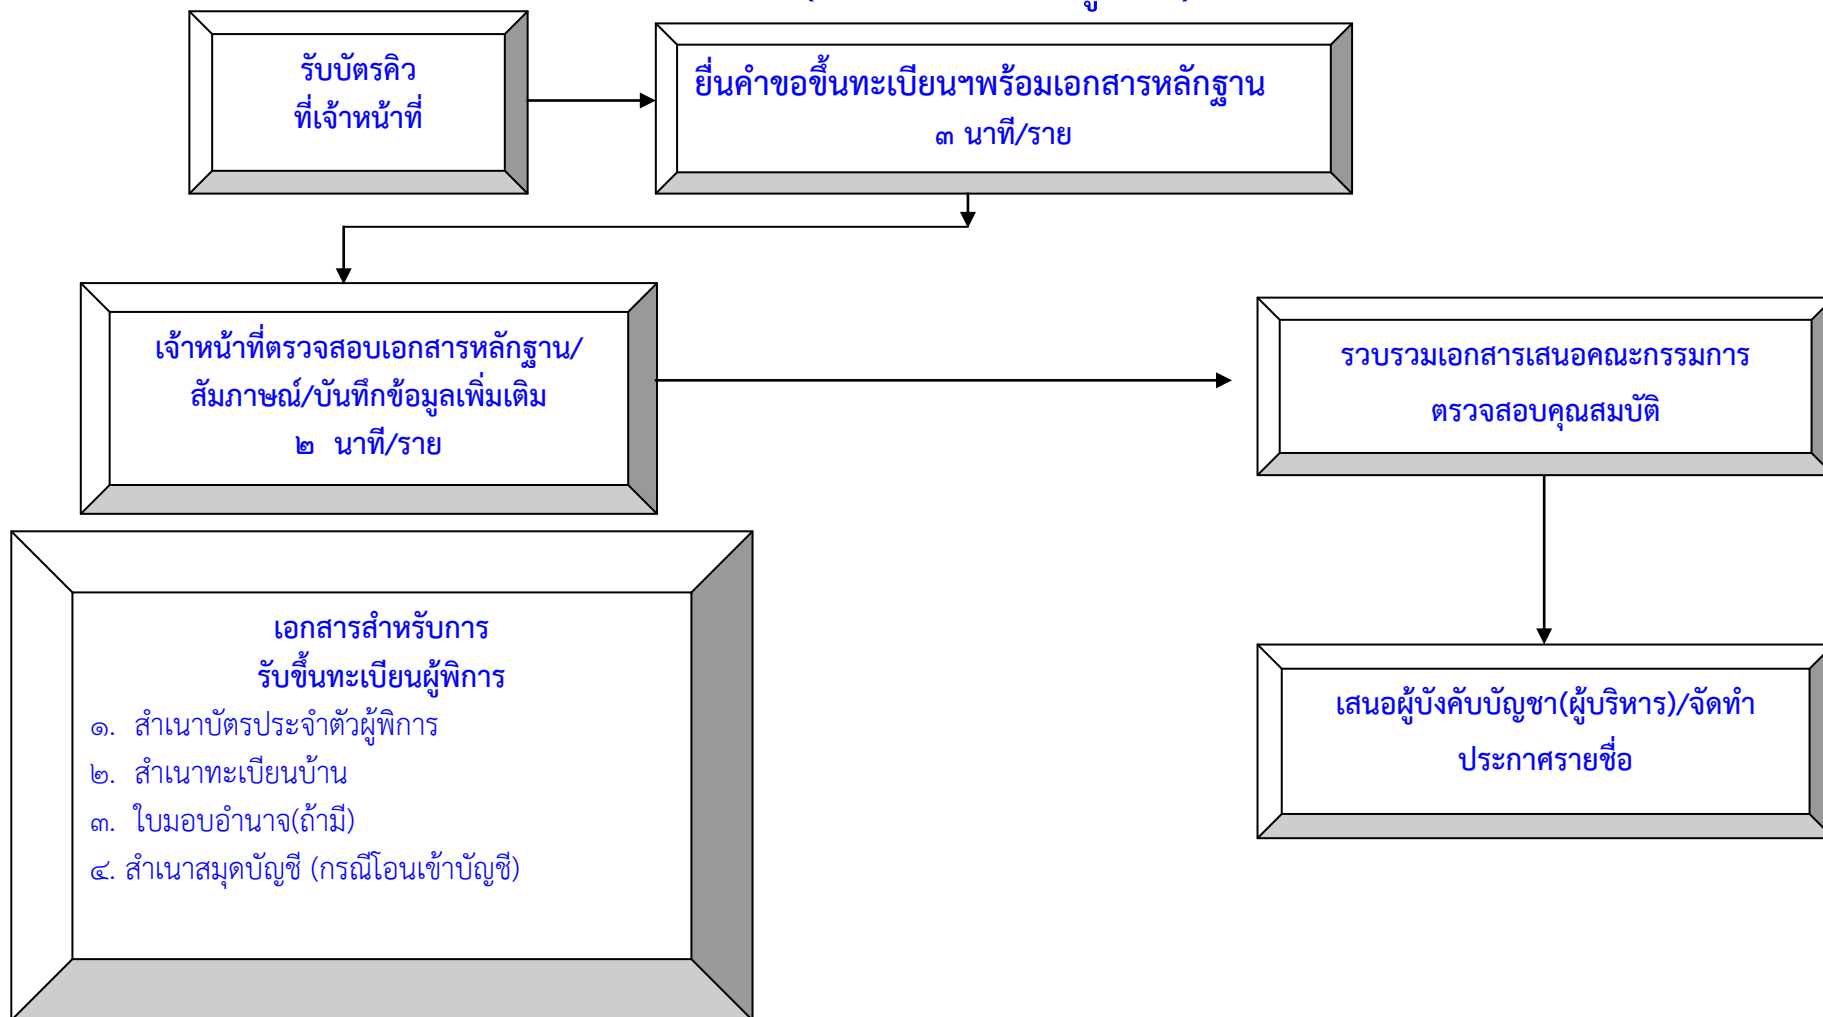 รับบัตรคิว
ที่เจ้าหน้าที่
ยื่นคำขอขึ้นทะเบียนฯพร้อมเอกสารหลักฐาน
๓ นาที/ราย
เจ้าหน้าที่ตรวจสอบเอกสารหลักฐาน/
สัมภาษณ์/บันทึกข้อมูลเพิ่มเติม
๒ นาที/ราย
รวบรวมเอกสารเสนอคณะกรรมการ
ตรวจสอบคุณสมบัติ
เอกสารสำหรับการ
รับขึ้นทะเบียนผู้พิการ
๑. สำเนาบัตรประจำตัวผู้พิการ
๒. สำเนาทะเบียนบ้าน
๓. ใบมอบอำนาจ(ถ้ามี)
๔. สำเนาสมุดบัญชี (กรณีโอนเข้าบัญชี)
เสนอผู้บังคับบัญชา(ผู้บริหาร)/จัดทำ
ประกาศรายชื่อ